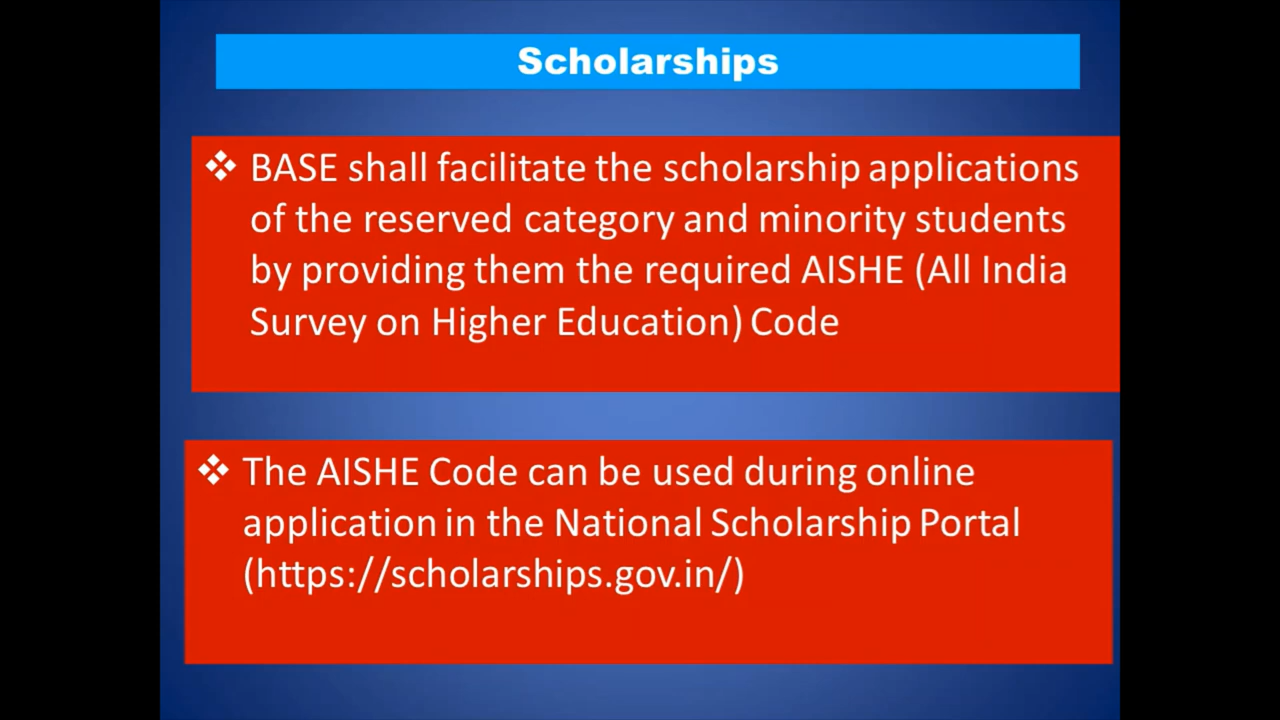 Scholarships
❖ BASE shall facilitate the scholarship applications
of the reserved category and minority students
by providing them the required AISHE (All India
Survey on Higher Education) Code
❖ The AISHE Code can be used during online
application in the National Scholarship Portal
(https://scholarships.gov.in/)